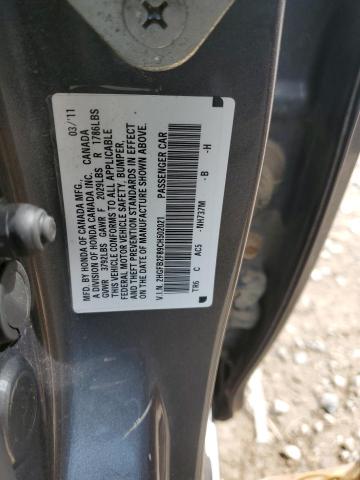 MFD. BY HONDA OF CANADA MFG.,
A DIVISION OF HONDA CANADA INC. CANADA 03/'11
GVWR 3792LBS GAWR F 2029LBS R 1786LBS
THIS VEHICLE CONFORMS TO ALL APPLICABLE
FEDERAL MOTOR VEHICLE SAFETY, BUMPER,
AND THEFT PREVENTION STANDARDS IN EFFECT ON THE
DATE OF MANUFACTURE SHOWN ABOVE.
V.I.N. 2HGFB2F89CH502021 PASSENGER CAR
TR6 C AC5 -NH737M -B -H